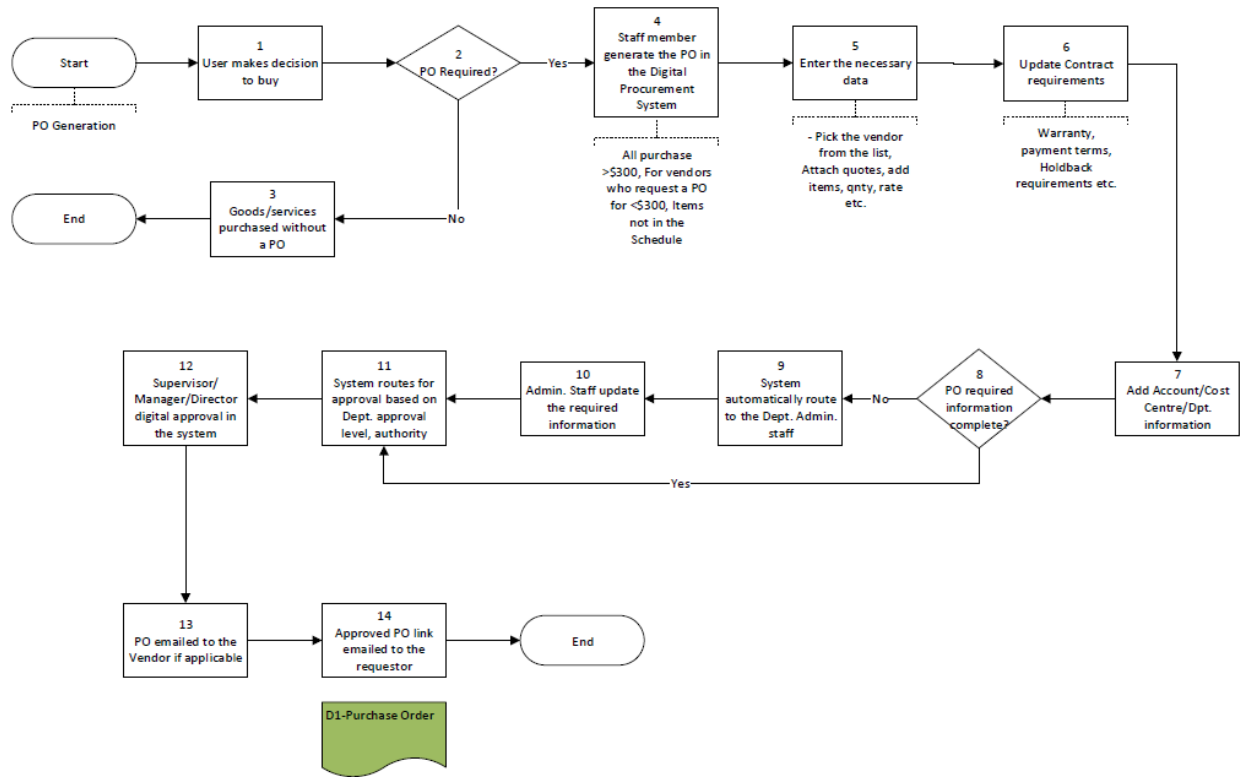 Start
PO Generation
1
User makes decision
to buy
2
PO Required?
Yes
No
3
Goods/services
purchased without
a PO
End
4
Staff member
generate the PO in
the Digital
Procurement
System
All purchase
>$300, For vendors
who request a PO
for <$300, Items
not in the
Schedule
5
Enter the necessary
data
- Pick the vendor
from the list,
Attach quotes, add
items, qnty, rate
etc.
6
Update Contract
requirements
Warranty,
payment terms,
Holdback
requirements etc.
7
Add Account/Cost
Centre/Dpt.
information
8
PO required
information
complete?
No
Yes
9
System
automatically route
to the Dept. Admin.
staff
10
Admin. Staff update
the required
information
11
System routes for
approval based on
Dept. approval
level, authority
12
Supervisor/
Manager/Director
digital approval in
the system
13
PO emailed to the
Vendor if applicable
14
Approved PO link
emailed to the
requestor
End
D1-Purchase Order